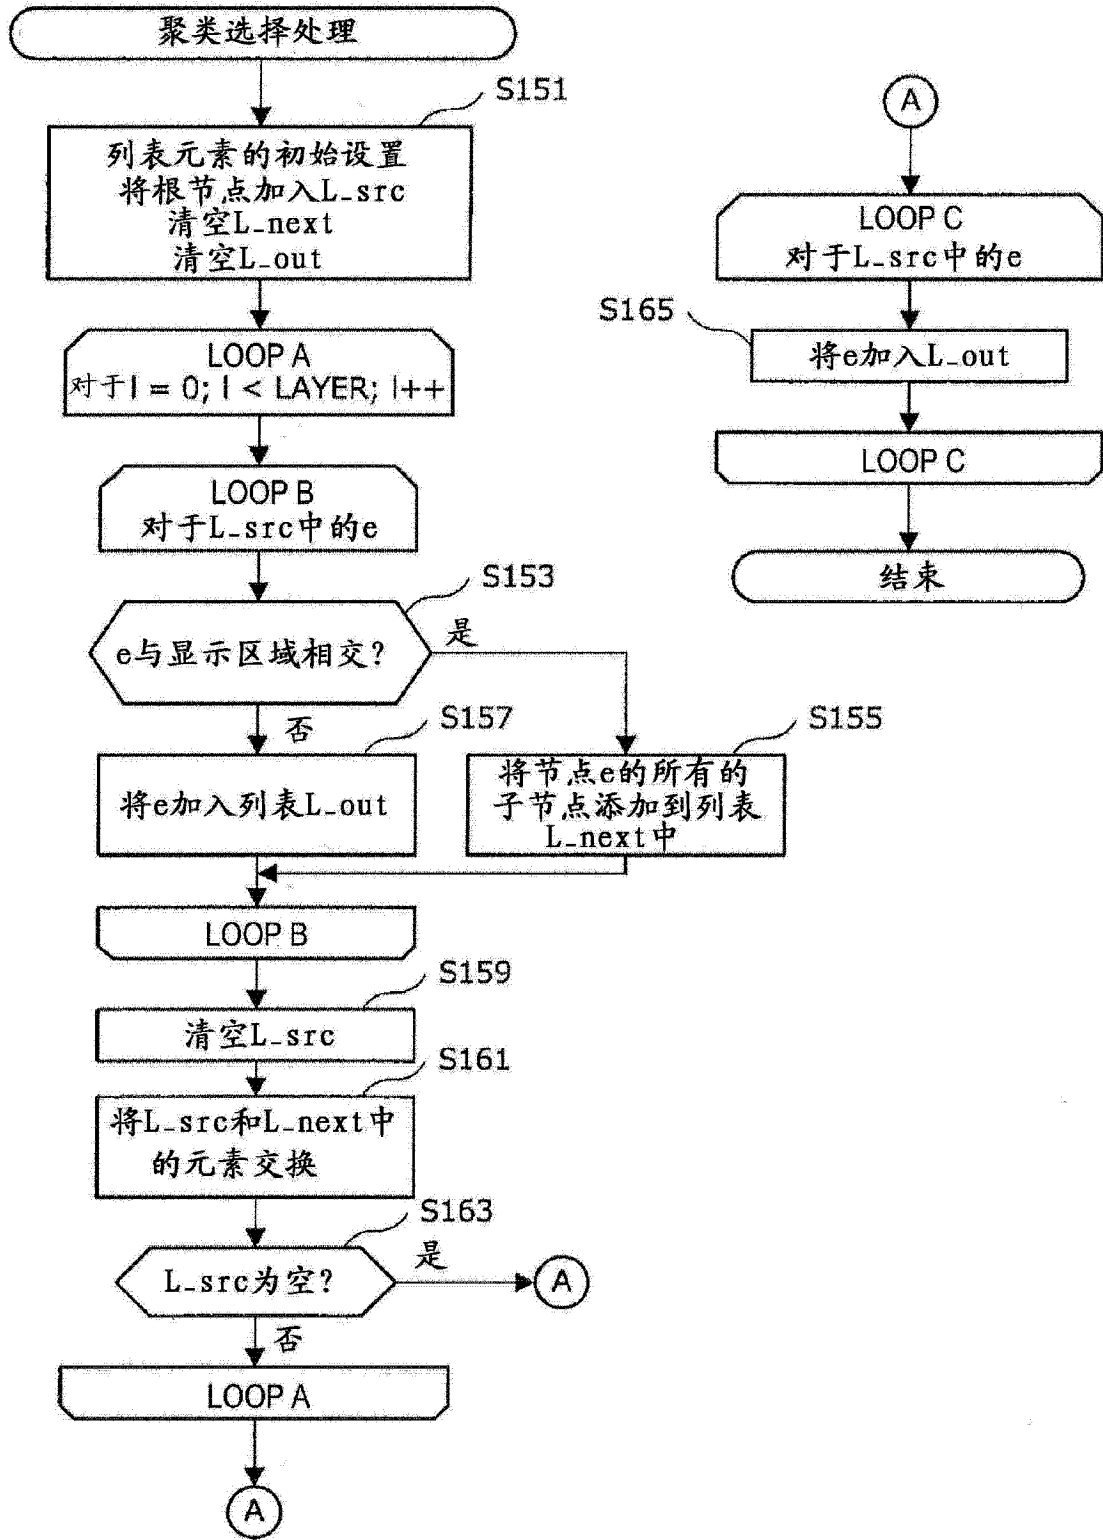 聚类选择处理
S151
列表元素的初始设置
将根节点加入L_src
清空L_next
清空L_out
LOOP A
对于l = 0; l < LAYER; l++
LOOP B
对于L_src中的e
S153
e与显示区域相交?
是
否
S157
将e加入列表L_out
S155
将节点e的所有的
子节点添加到列表
L_next中
LOOP B
S159
清空L_src
S161
将L_src和L_next中
的元素交换
S163
L_src为空?
是
A
否
LOOP A
A
A
LOOP C
对于L_src中的e
S165
将e加入L_out
LOOP C
结束